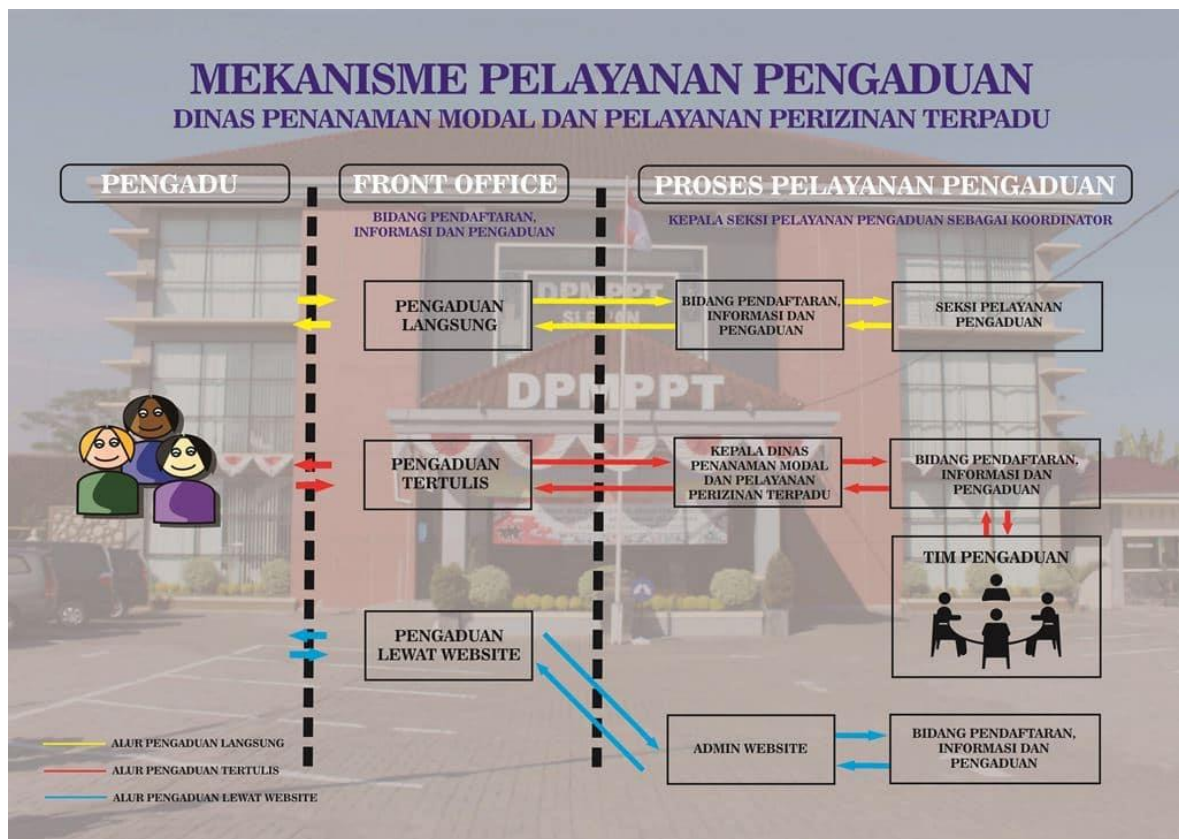 MEKANISME PELAYANAN PENGADUAN
DINAS PENANAMAN MODAL DAN PELAYANAN PERIZINAN TERPADU
PENGADU
FRONT OFFICE
BIDANG PENDAFTARAN,
INFORMASI DAN PENGADUAN
PROSES PELAYANAN PENGADUAN
KEPALA SEKSI PELAYANAN PENGADUAN SEBAGAI KOORDINATOR
PENGADUAN
LANGSUNG
BIDANG PENDAFTARAN,
INFORMASI DAN
PENGADUAN
SEKSI PELAYANAN
PENGADUAN
DPMPPT
DPMPPT
PENGADUAN
TERTULIS
KEPALA DINAS
PENANAMAN MODAL
DAN PELAYANAN
PERIZINAN TERPADU
BIDANG PENDAFTARAN,
INFORMASI DAN
PENGADUAN
TIM PENGADUAN
PENGADUAN
LEWAT WEBSITE
ADMIN WEBSITE
BIDANG PENDAFTARAN,
INFORMASI DAN
PENGADUAN
ALUR PENGADUAN LANGSUNG
ALUR PENGADUAN TERTULIS
ALUR PENGADUAN LEWAT WEBSITE